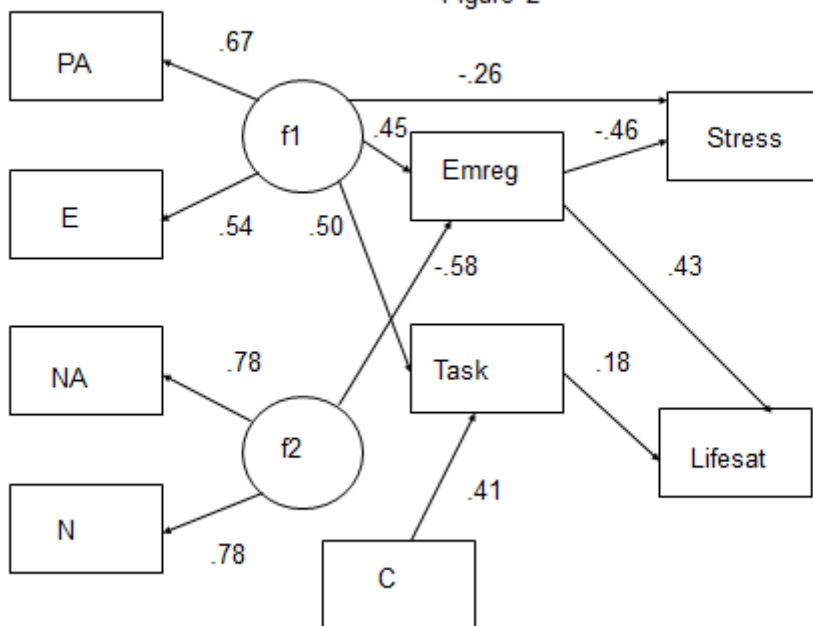 Figure 2
PA
.67
-.26
f1
.45
-.46
Stress
Emreg
E
.54
.50
-.58
.43
NA
.78
Task
.18
f2
Lifesat
N
.78
.41
C